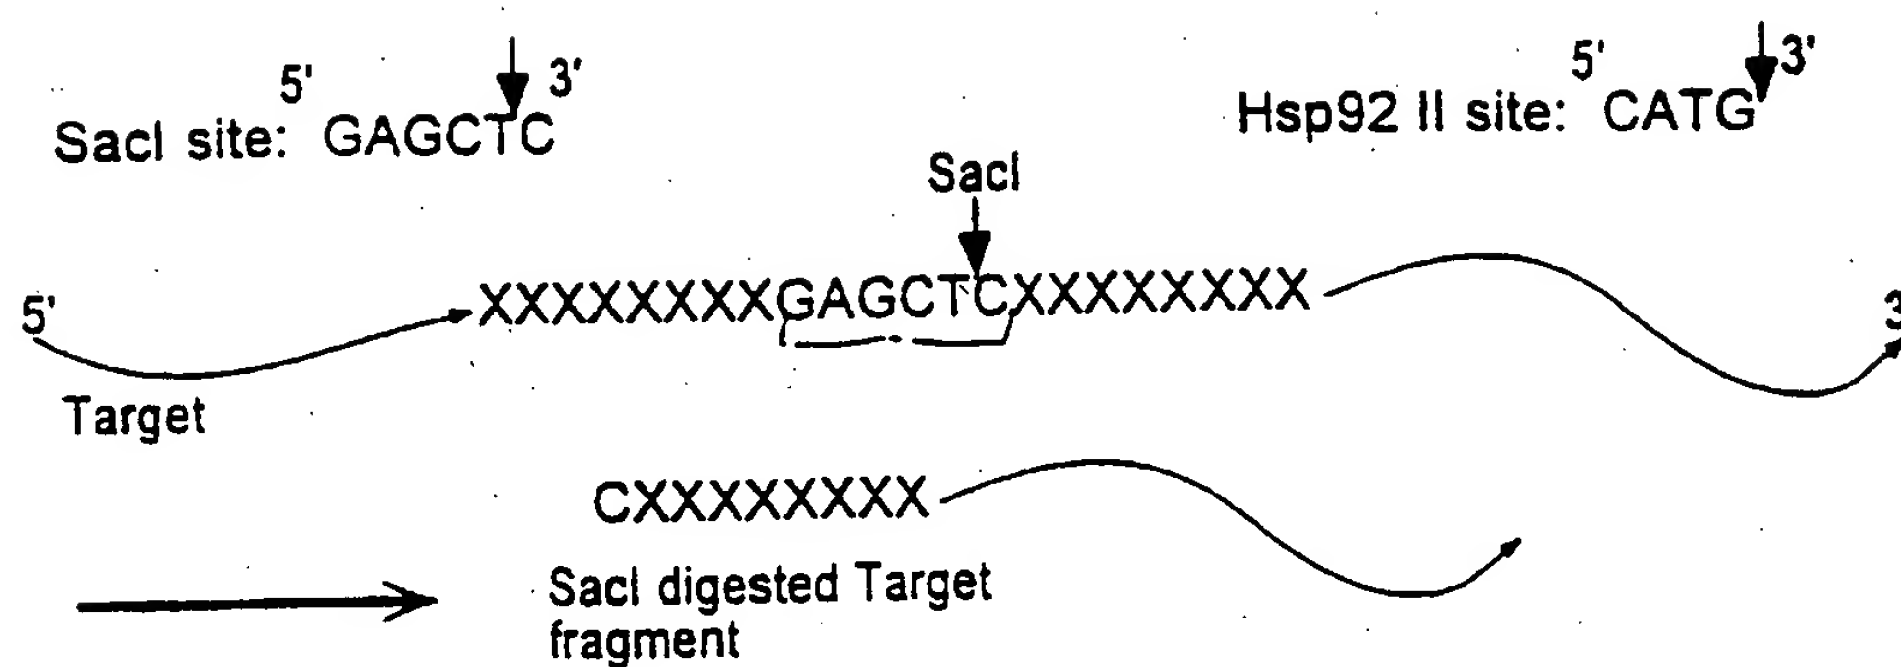 5' 3'
SacI site: GAGCTC
5' 3'
Hsp92 II site: CATG
SacI
5' XXXXXXXXGAGCTCXXXXXXXX 3'
Target
CXXXXXXXX
SacI digested Target
fragment